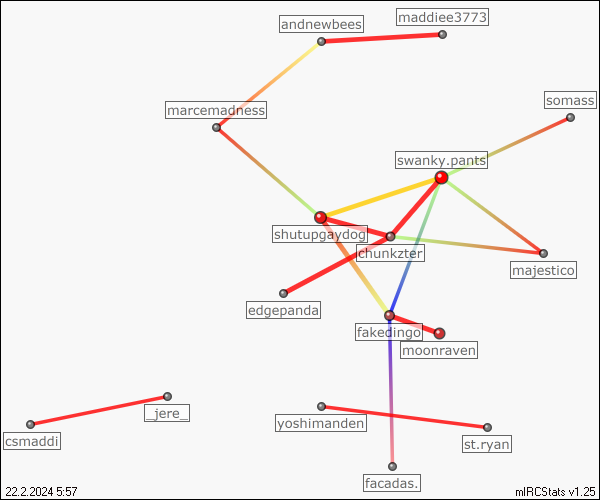 maddiee3773
andnewbees
somass
marcemadness
swanky.pants
shutupgaydog
chunkzter
majestico
edgepanda
fakedingo
moonraven
_jere_
yoshimanden
csmaddi
st.ryan
facadas.
22.2.2024 5:57
mIRCStats v1.25